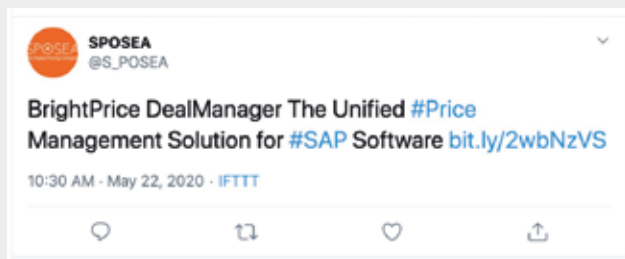 SPOSEA
SPOSEA
@S_POSEA
BrightPrice DealManager The Unified #Price
Management Solution for #SAP Software bit.ly/2wbNzVS
10:30 AM · May 22, 2020 · IFTTT